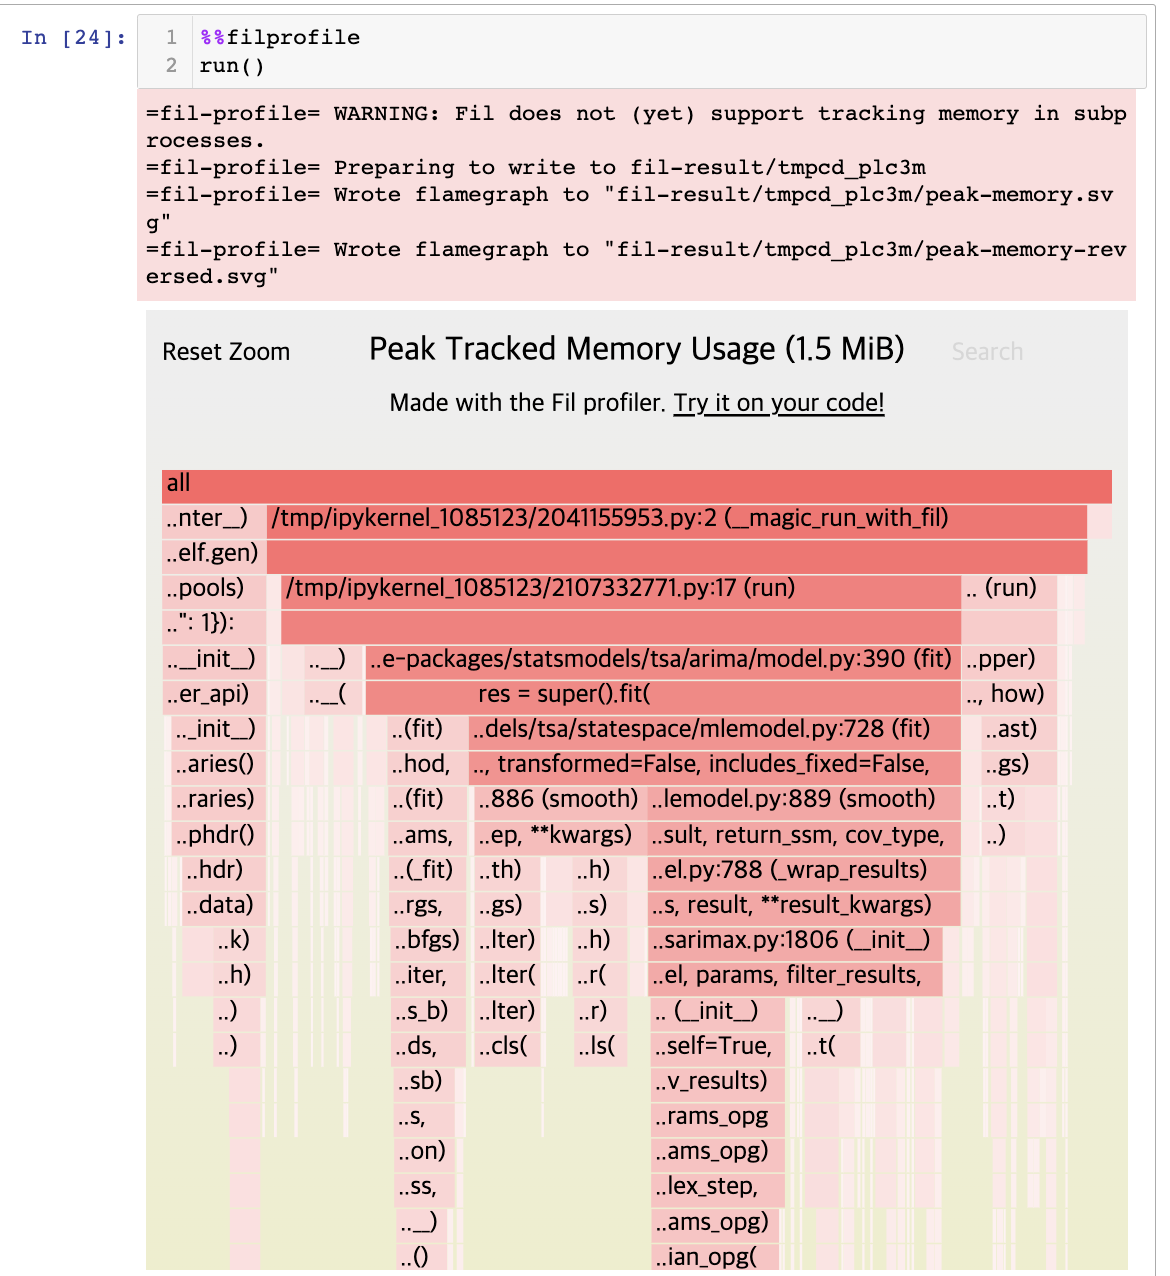 In [24]:
1 %%filprofile
2 run()
=fil-profile= WARNING: Fil does not (yet) support tracking memory in subp
rocesses.
=fil-profile= Preparing to write to fil-result/tmpcd_plc3m
=fil-profile= Wrote flamegraph to "fil-result/tmpcd_plc3m/peak-memory.sv
g"
=fil-profile= Wrote flamegraph to "fil-result/tmpcd_plc3m/peak-memory-rev
ersed.svg"
Reset Zoom Peak Tracked Memory Usage (1.5 MiB) Search
Made with the Fil profiler. Try it on your code!
all
..nter__) /tmp/ipykernel_1085123/2041155953.py:2 (__magic_run_with_fil)
..elf.gen)
..pools) /tmp/ipykernel_1085123/2107332771.py:17 (run) .. (run)
..": 1}):
..__init__) ..__) ..e-packages/statsmodels/tsa/arima/model.py:390 (fit) ..pper)
..er_api) ..__( res = super().fit( .., how)
.._init__) ..(fit) ..dels/tsa/statespace/mlemodel.py:728 (fit) ..ast)
..aries() ..hod, .., transformed=False, includes_fixed=False, ..gs)
..raries) ..(fit) ..886 (smooth) ..lemodel.py:889 (smooth) ..t)
..phdr() ..ams, ..ep, **kwargs) ..sult, return_ssm, cov_type, ..)
..hdr) ..(_fit) ..th) ..h) ..el.py:788 (_wrap_results)
..data) ..rgs, ..gs) ..s) ..s, result, **result_kwargs)
..k) ..bfgs) ..lter) ..h) ..sarimax.py:1806 (__init__)
..h) ..iter, ..lter( ..r( ..el, params, filter_results,
..) ..s_b) ..lter) ..r) .. (__init__) ..__)
..) ..ds, ..cls( ..ls( ..self=True, ..t(
..sb) ..v_results)
..s, ..rams_opg
..on) ..ams_opg)
..ss, ..lex_step,
..__) ..ams_opg)
..() ..ian_opg(